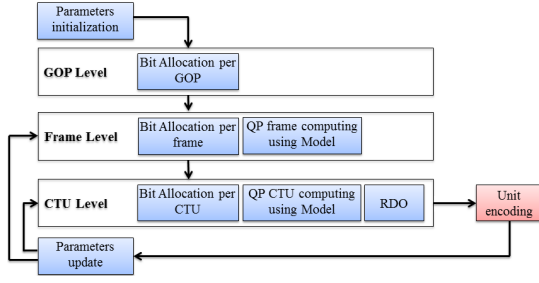 Parameters
initialization
GOP Level
Bit Allocation per
GOP
Frame Level
Bit Allocation per
frame
QP frame computing
using Model
CTU Level
Bit Allocation per
CTU
QP CTU computing
using Model
RDO
Unit
encoding
Parameters
update